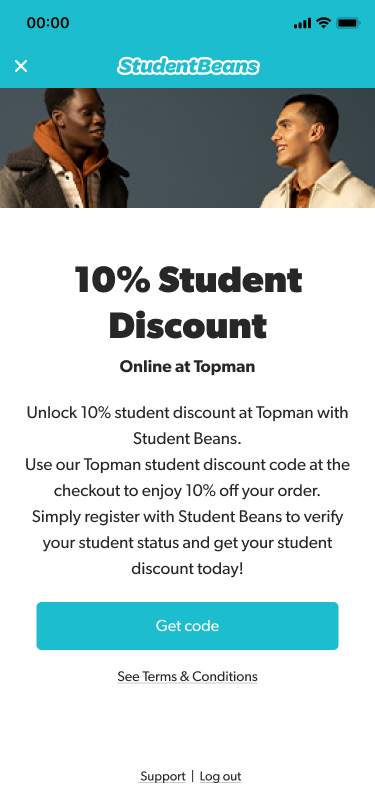 00:00
StudentBeans
10% Student
Discount
Online at Topman
Unlock 10% student discount at Topman with
Student Beans.
Use our Topman student discount code at the
checkout to enjoy 10% off your order.
Simply register with Student Beans to verify
your student status and get your student
discount today!
Get code
See Terms & Conditions
Support | Log out